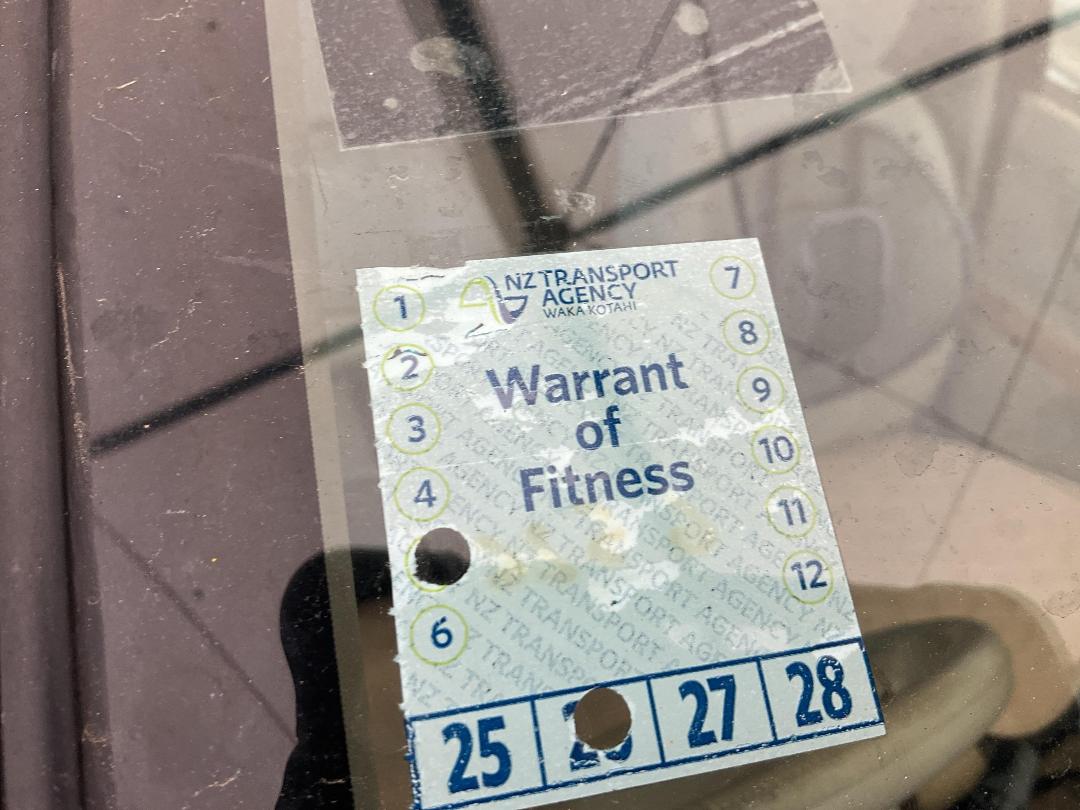 NZ TRANSPORT
AGENCY
WAKA KOTAHI
Warrant
of
Fitness
1
2
3
4
6
7
8
9
10
11
12
25
27
28